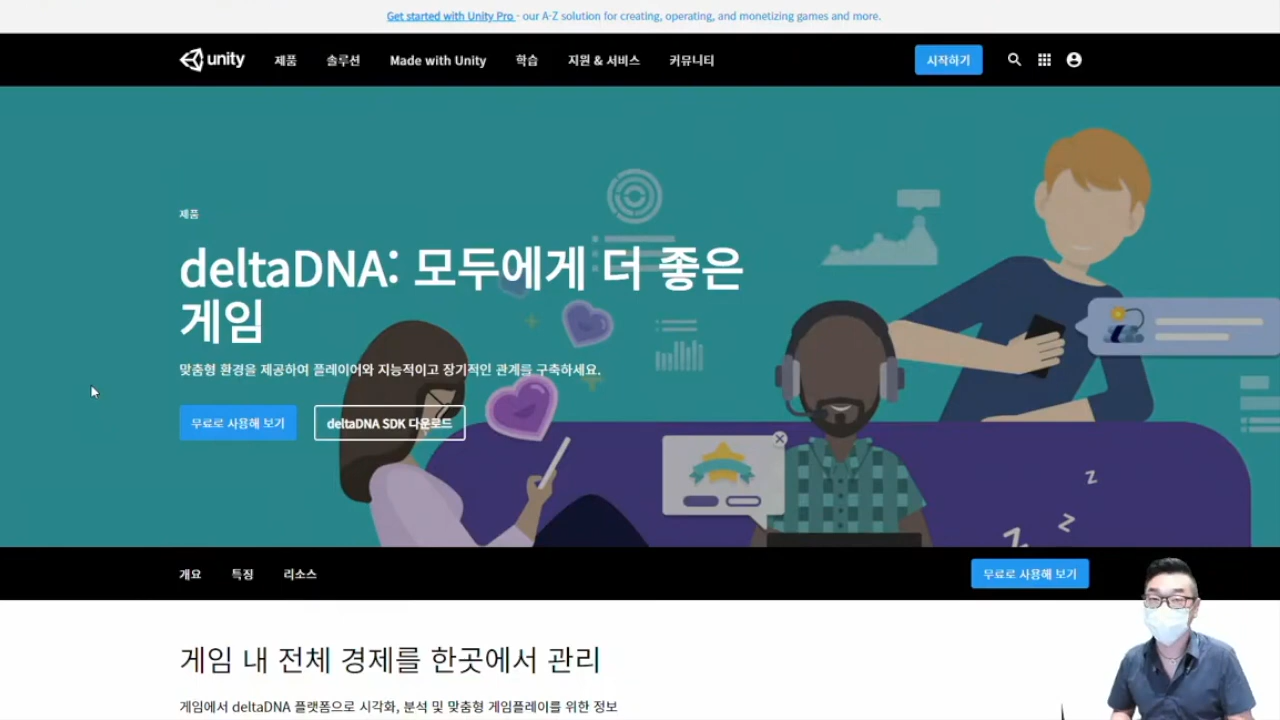 Get started with Unity Pro - our A-Z solution for creating, operating, and monetizing games and more.
unity 제품 솔루션 Made with Unity 학습 지원 & 서비스 커뮤니티 시작하기
제품
deltaDNA: 모두에게 더 좋은
게임
맞춤형 환경을 제공하여 플레이어와 지능적이고 장기적인 관계를 구축하세요.
무료로 사용해 보기 deltaDNA SDK 다운로드
z
z
z
개요 특징 리소스 무료로 사용해 보기
게임 내 전체 경제를 한곳에서 관리
게임에서 deltaDNA 플랫폼으로 시각화, 분석 및 맞춤형 게임플레이를 위한 정보